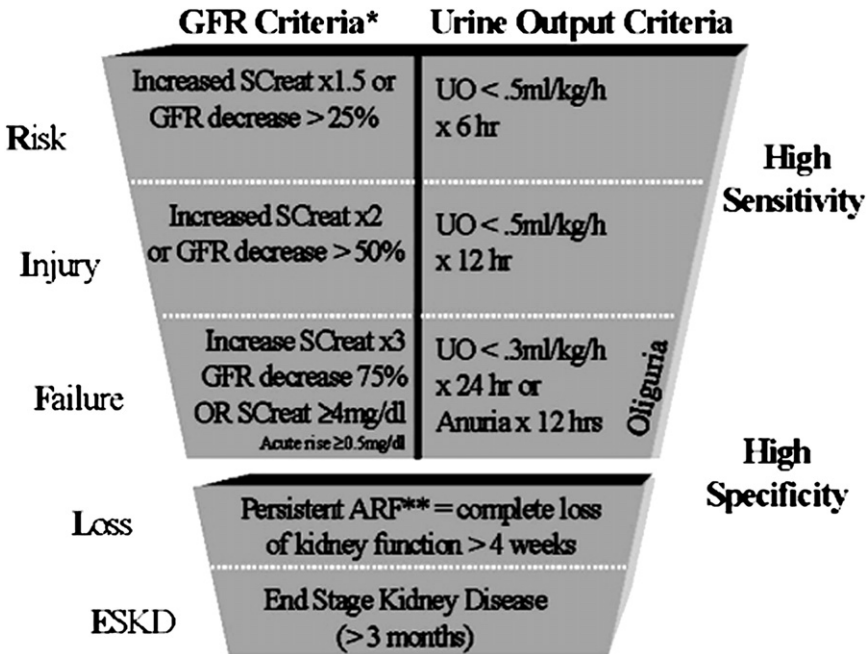 GFR Criteria*
Urine Output Criteria
Risk
Increased SCreat x1.5 or
GFR decrease > 25%
UO < .5ml/kg/h
x 6 hr
High
Sensitivity
Injury
Increased SCreat x2
or GFR decrease > 50%
UO < .5ml/kg/h
x 12 hr
Failure
Increase SCreat x3
GFR decrease 75%
OR SCreat ≥4mg/dl
Acute rise ≥0.5mg/dl
UO < .3ml/kg/h
x 24 hr or
Anuria x 12 hrs
Oliguria
High
Specificity
Loss
Persistent ARF** = complete loss
of kidney function > 4 weeks
ESKD
End Stage Kidney Disease
(> 3 months)